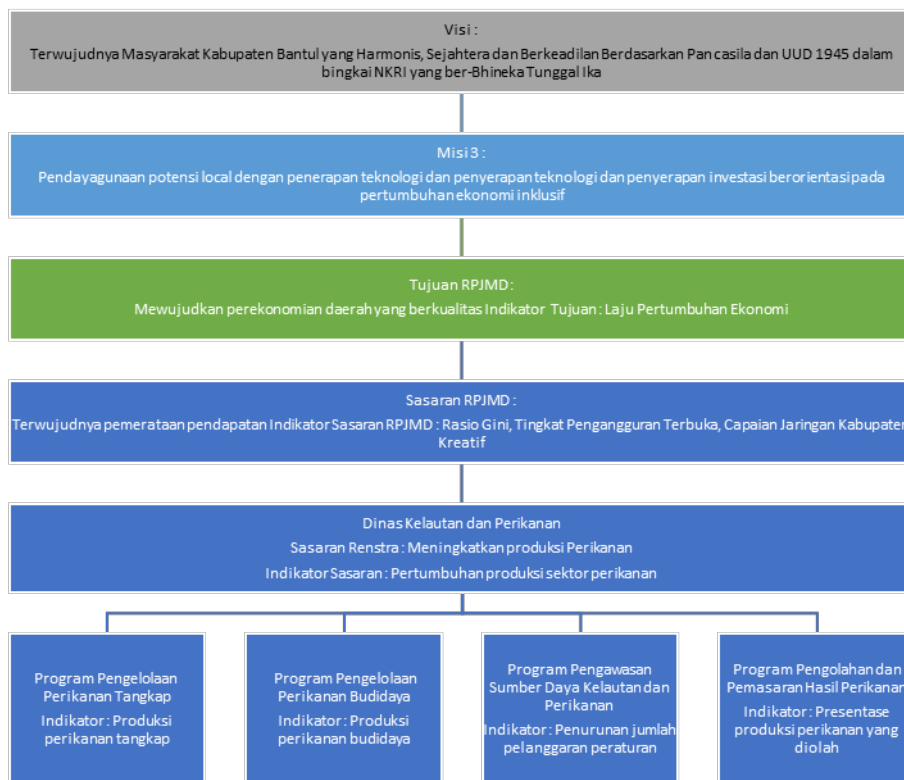 Visi :
Terwujudnya Masyarakat Kabupaten Bantul yang Harmonis, Sejahtera dan Berkeadilan Berdasarkan Pancasila dan UUD 1945 dalam
bingkai NKRI yang ber-Bhineka Tunggal Ika
Misi 3 :
Pendayagunaan potensi local dengan penerapan teknologi dan penyerapan teknologi dan penyerapan investasi berorientasi pada
pertumbuhan ekonomi inklusif
Tujuan RPJMD :
Mewujudkan perekonomian daerah yang berkualitas Indikator Tujuan : Laju Pertumbuhan Ekonomi
Sasaran RPJMD :
Terwujudnya pemerataan pendapatan Indikator Sasaran RPJMD : Rasio Gini, Tingkat Pengangguran Terbuka, Capaian Jaringan Kabupaten
Kreatif
Dinas Kelautan dan Perikanan
Sasaran Renstra : Meningkatkan produksi Perikanan
Indikator Sasaran : Pertumbuhan produksi sektor perikanan
Program Pengelolaan
Perikanan Tangkap
Indikator : Produksi
perikanan tangkap
Program Pengelolaan
Perikanan Budidaya
Indikator : Produksi
perikanan budidaya
Program Pengawasan
Sumber Daya Kelautan dan
Perikanan
Indikator : Penurunan jumlah
pelanggaran peraturan
Program Pengolahan dan
Pemasaran Hasil Perikanan
Indikator : Presentase
produksi perikanan yang
diolah